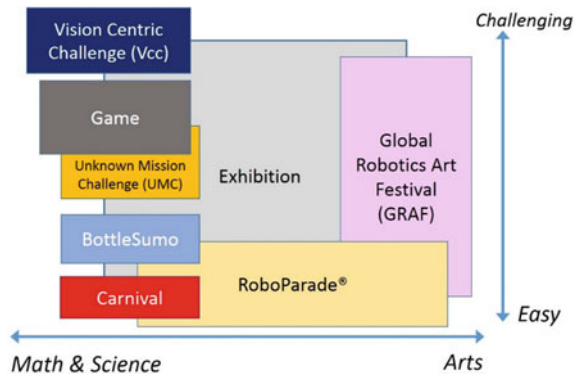 Vision Centric
Challenge (Vcc)
Challenging
Game
Unknown Mission
Challenge (UMC)
Exhibition
Global
Robotics Art
Festival
(GRAF)
BottleSumo
Carnival
RoboParade®
Easy
Math & Science
Arts